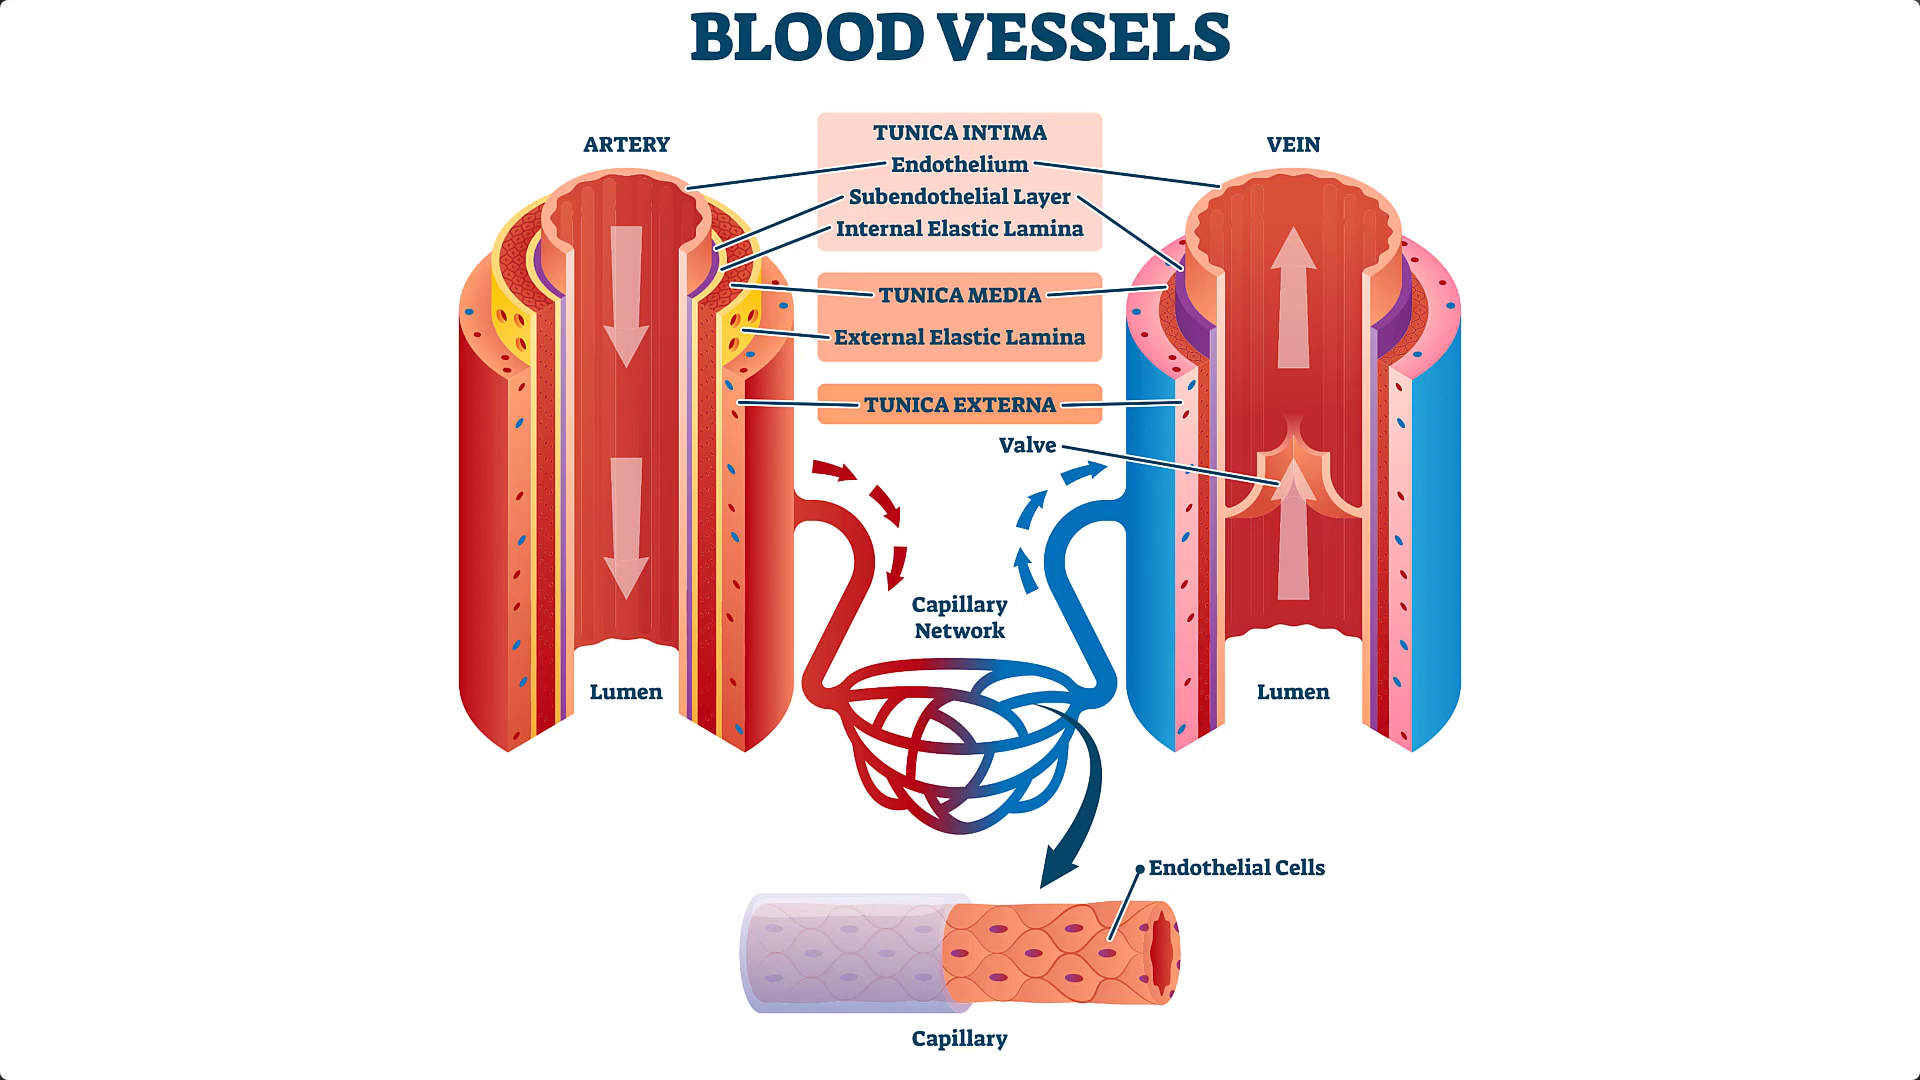 BLOOD VESSELS
ARTERY
TUNICA INTIMA
Endothelium
Subendothelial Layer
Internal Elastic Lamina
TUNICA MEDIA
External Elastic Lamina
TUNICA EXTERNA
VEIN
Valve
Capillary
Network
Lumen
Lumen
Endothelial Cells
Capillary